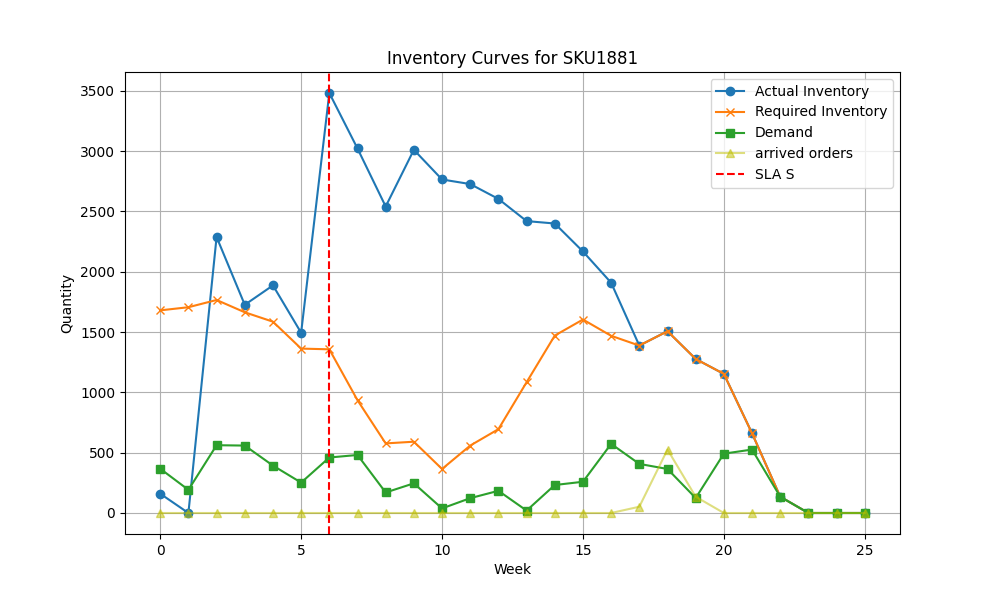 Inventory Curves for SKU1881
Actual Inventory
Required Inventory
Demand
arrived orders
SLA S
Quantity
3500
3000
2500
2000
1500
1000
500
0
0 5 10 15 20 25
Week